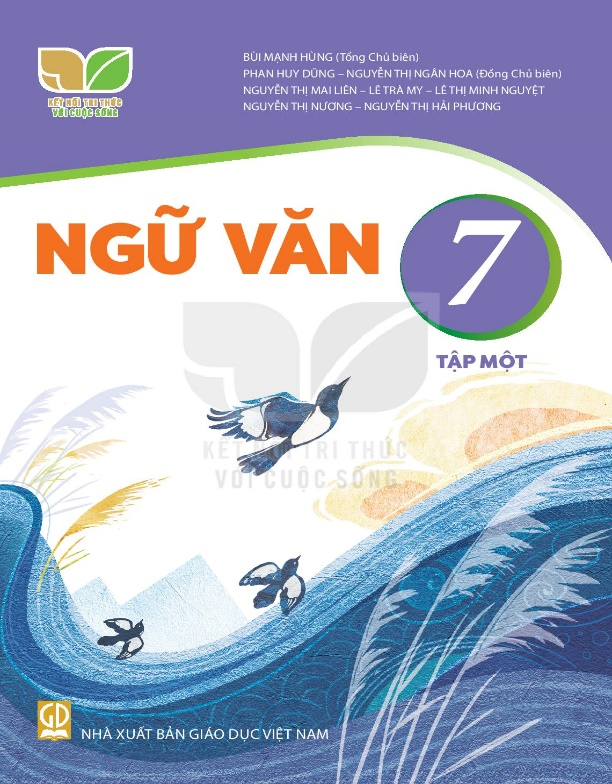 BÙI MẠNH HÙNG (Tổng Chủ biên)
PHAN HUY DŨNG – NGUYỄN THỊ NGÂN HOA (Đồng Chủ biên)
NGUYỄN THỊ MAI LIÊN – LÊ TRÀ MY – LÊ THỊ MINH NGUYỆT
NGUYỄN THỊ NƯƠNG – NGUYỄN THỊ HẢI PHƯƠNG
KẾT NỐI TRI THỨC
VỚI CUỘC SỐNG
NGỮ VĂN
7
TẬP MỘT
KẾT NỐI TRI THỨC
VỚI CUỘC SỐNG
GD
NHÀ XUẤT BẢN GIÁO DỤC VIỆT NAM